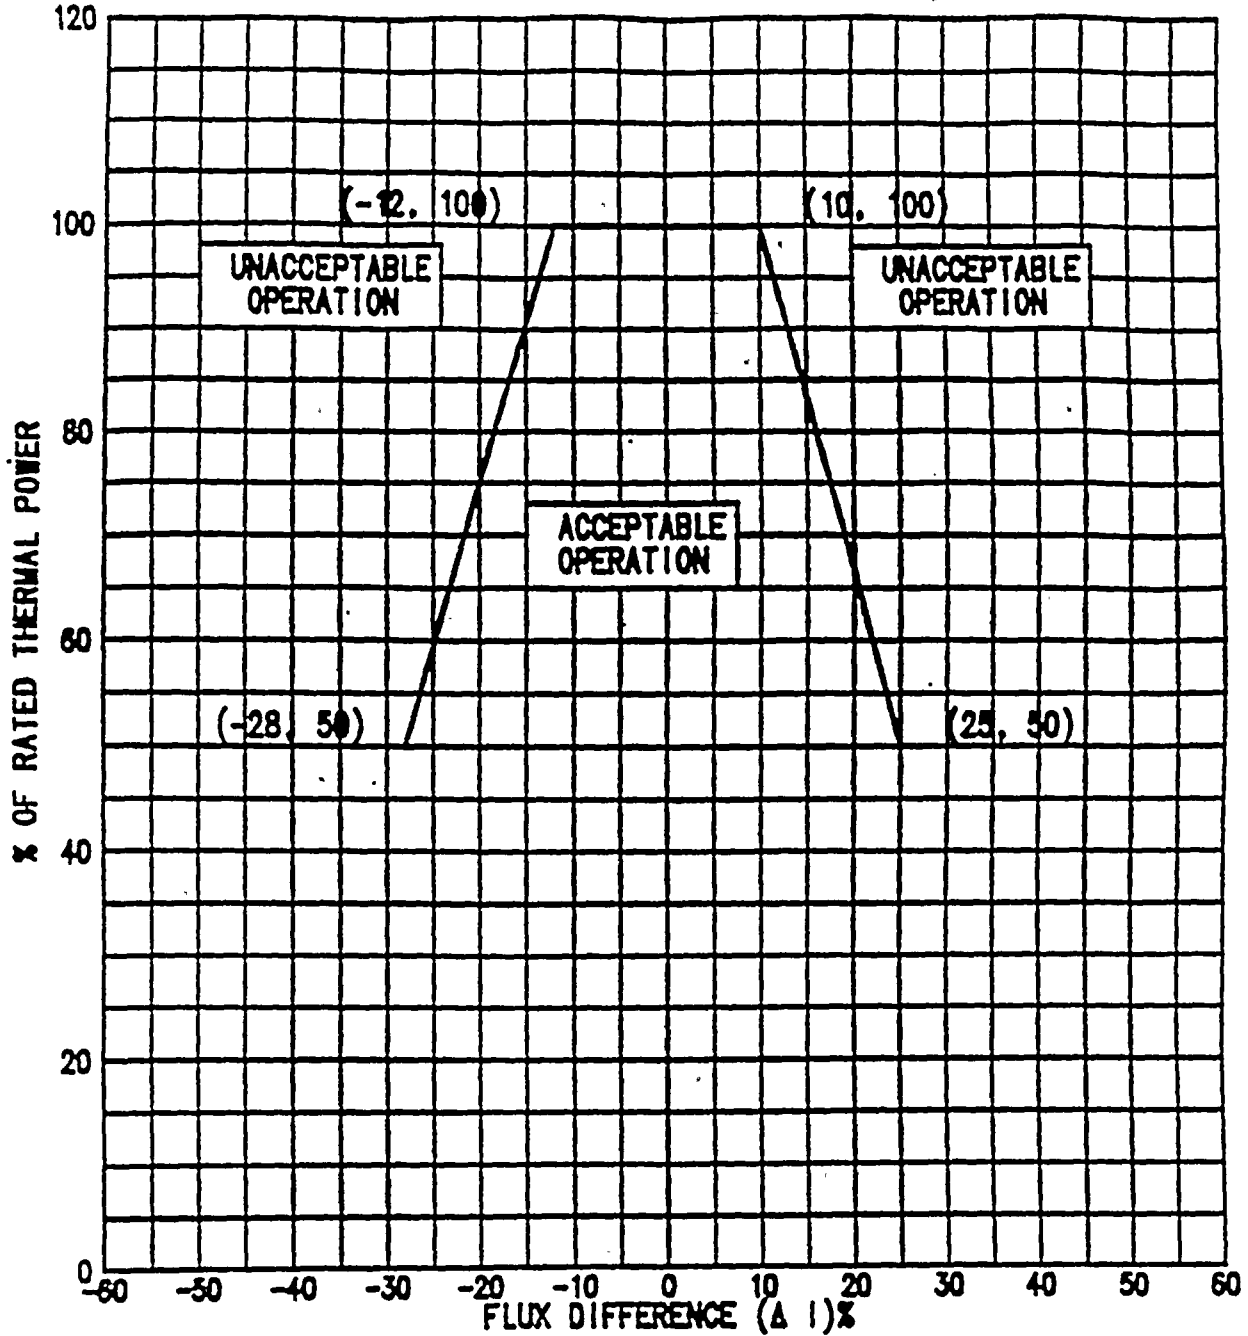 120
(-12, 100)
(10, 100)
100
UNACCEPTABLE
OPERATION
UNACCEPTABLE
OPERATION
80
ACCEPTABLE
OPERATION
% OF RATED THERMAL POWER
60
(-28, 50)
(25, 50)
40
20
0
-60 -50 -40 -30 -20 -10 0 10 20 30 40 50 60
FLUX DIFFERENCE (Δ I)%